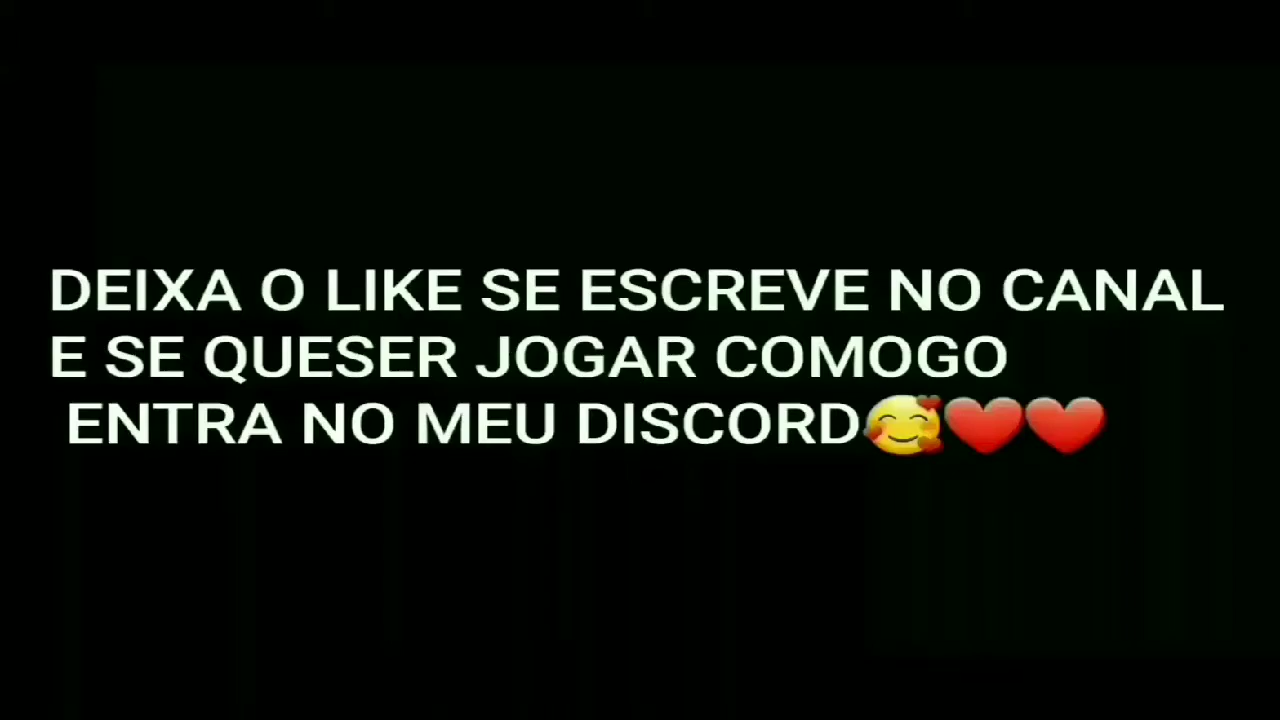 DEIXA O LIKE SE ESCREVE NO CANAL
E SE QUESER JOGAR COMOGO
ENTRA NO MEU DISCORD🥰❤️❤️